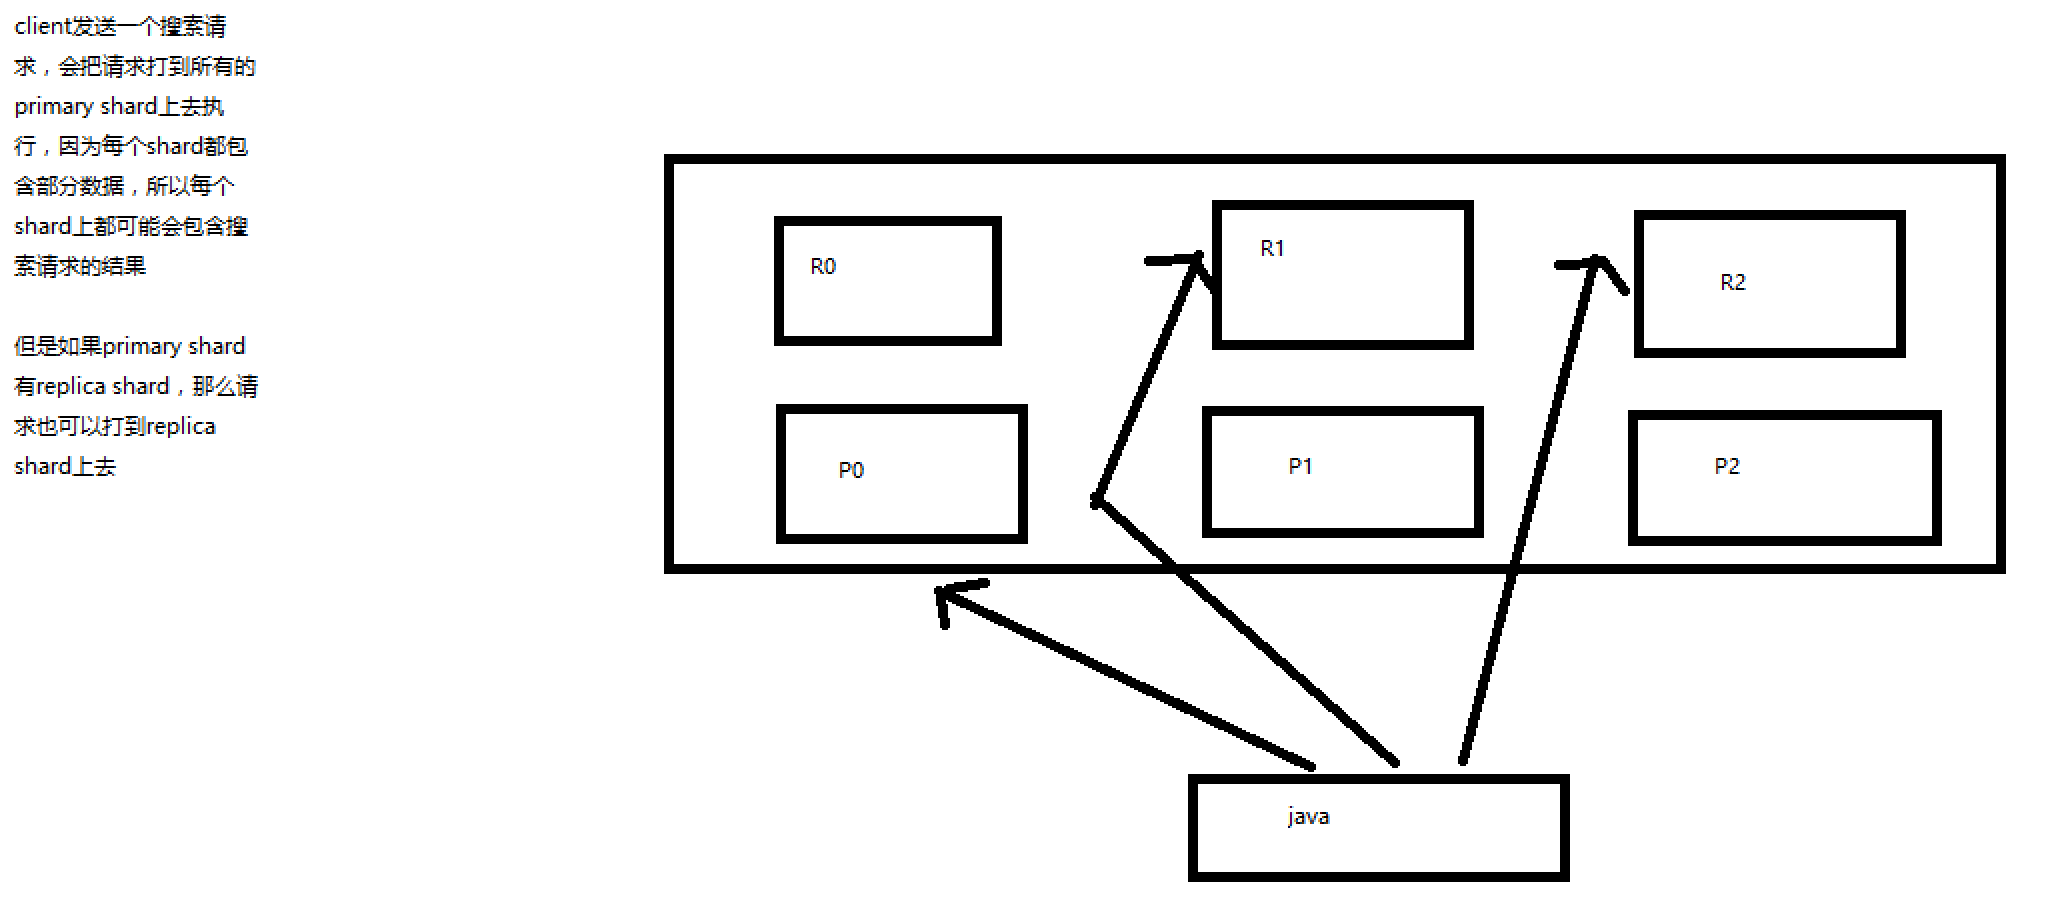 client发送一个搜索请
求，会把请求打到所有的
primary shard上去执
行，因为每个shard都包
含部分数据，所以每个
shard上都可能会包含搜
索请求的结果
但是如果primary shard
有replica shard，那么请
求也可以打到replica
shard上去
R0
R1
R2
P0
P1
P2
java